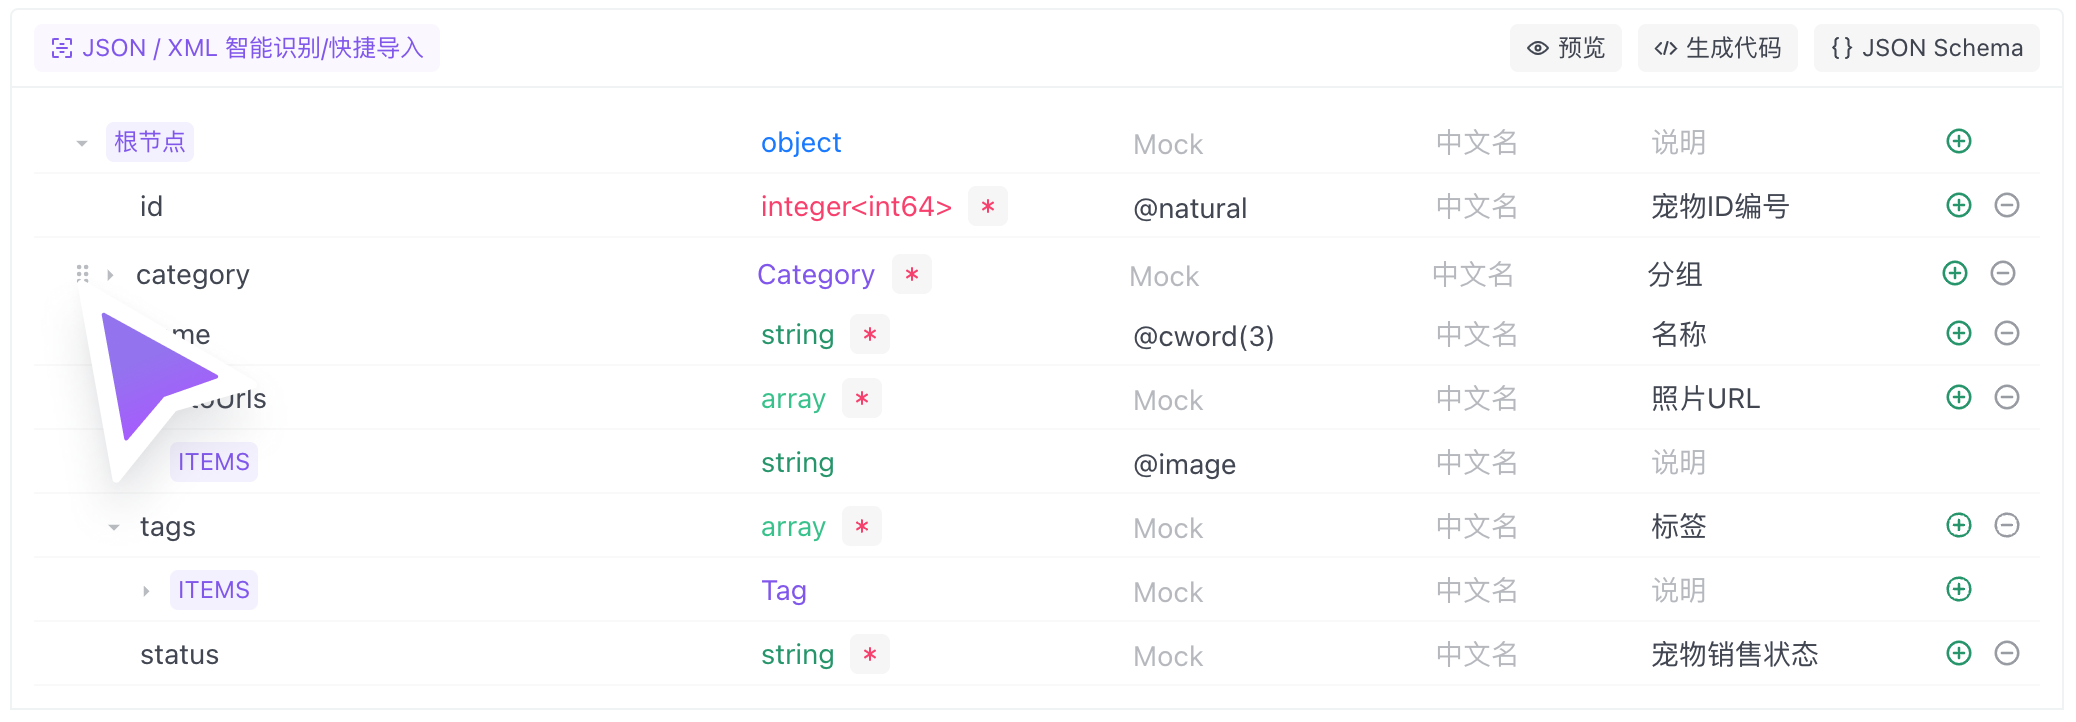 JSON / XML 智能识别/快捷导入 预览 </> 生成代码 {} JSON Schema
根节点 object Mock 中文名 说明
id integer<int64> * @natural 中文名 宠物ID编号
category Category * Mock 中文名 分组
me string * @cword(3) 中文名 名称
toUrls array * Mock 中文名 照片URL
ITEMS string @image 中文名 说明
tags array * Mock 中文名 标签
ITEMS Tag Mock 中文名 说明
status string * Mock 中文名 宠物销售状态